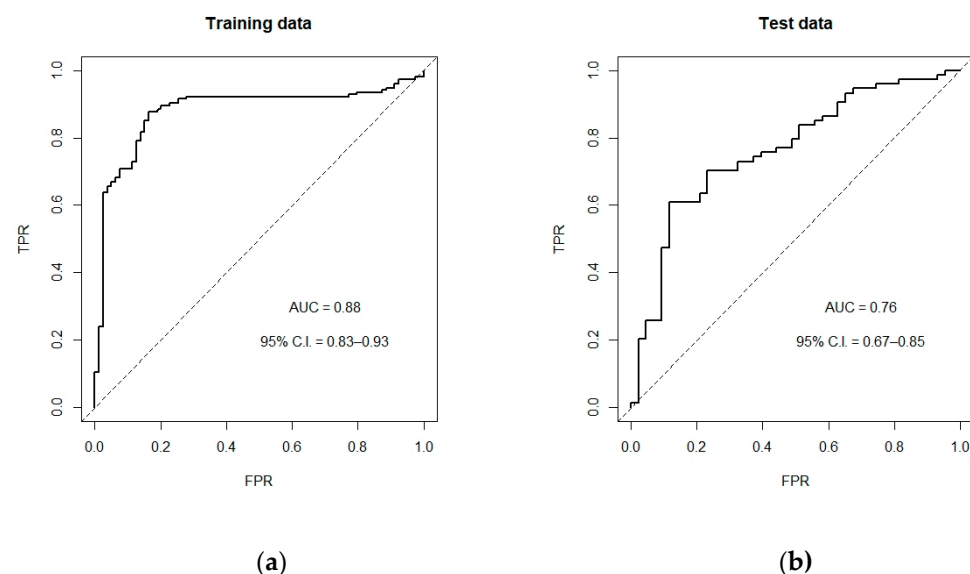 Training data
TPR
1.0
0.8
0.6
0.4
0.2
0.0
AUC = 0.88
95% C.I. = 0.83–0.93
0.0 0.2 0.4 0.6 0.8 1.0
FPR
(a)
Test data
TPR
1.0
0.8
0.6
0.4
0.2
0.0
AUC = 0.76
95% C.I. = 0.67–0.85
0.0 0.2 0.4 0.6 0.8 1.0
FPR
(b)